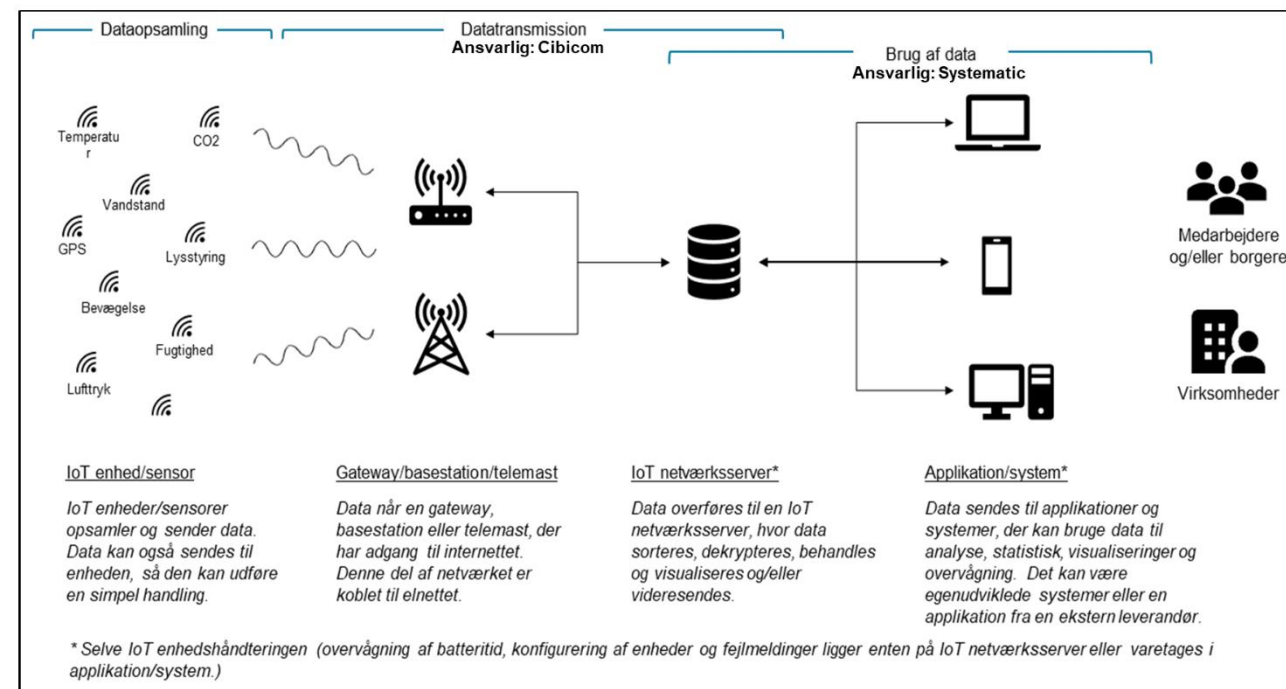 Dataopsamling
Datatransmission
Ansvarlig: Cibicom
Brug af data
Ansvarlig: Systematic
Temperatu
r
CO2
Vandstand
GPS
Lysstyring
Bevægelse
Fugtighed
Lufttryk
Medarbejdere
og/eller borgere
Virksomheder
IoT enhed/sensor
IoT enheder/sensorer
opsamler og sender data.
Data kan også sendes til
enheden, så den kan udføre
en simpel handling.
Gateway/basestation/telemast
Data når en gateway,
basestation eller telemast, der
har adgang til internettet.
Denne del af netværket er
koblet til elnettet.
IoT netværksserver*
Data overføres til en IoT
netværksserver, hvor data
sorteres, dekrypteres, behandles
og visualiseres og/eller
videresendes.
Applikation/system*
Data sendes til applikationer og
systemer, der kan bruge data til
analyse, statistisk, visualiseringer og
overvågning. Det kan være
egenudviklede systemer eller en
applikation fra en ekstern leverandør.
* Selve IoT enhedshåndteringen (overvågning af batteritid, konfigurering af enheder og fejlmeldinger ligger enten på IoT netværksserver eller varetages i
applikation/system.)